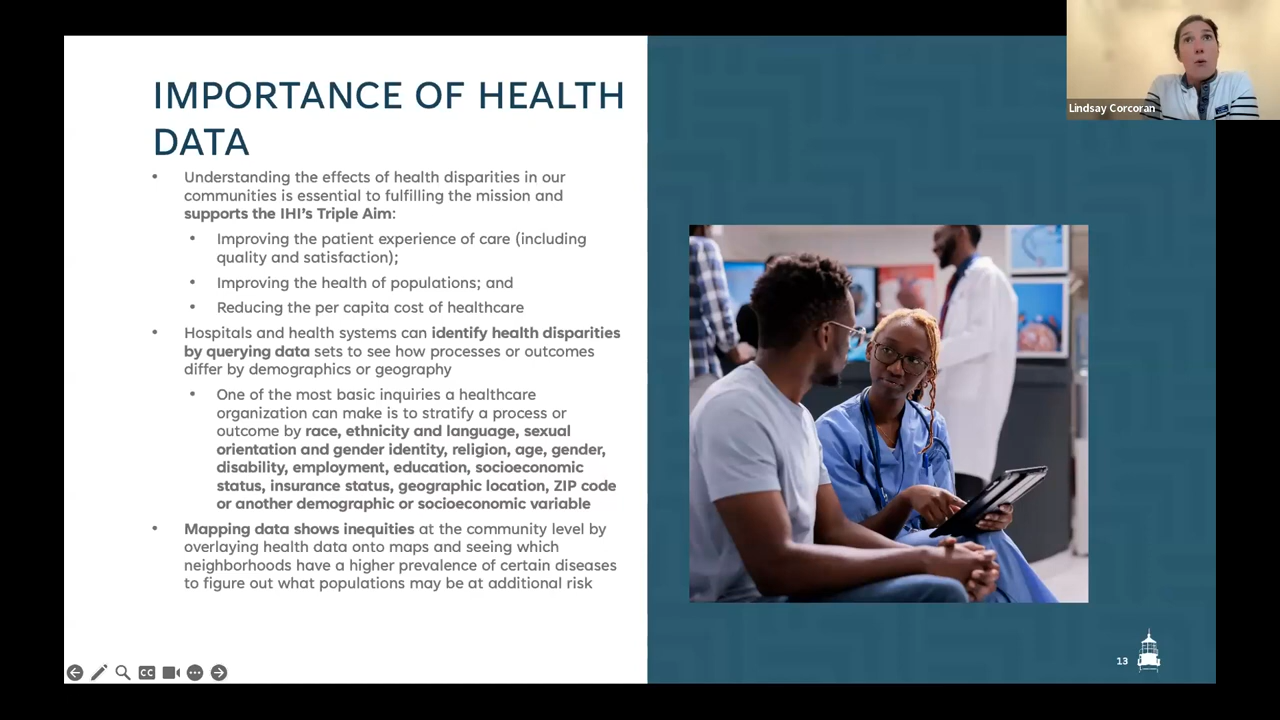 IMPORTANCE OF HEALTH
DATA
• Understanding the effects of health disparities in our
communities is essential to fulfilling the mission and
supports the IHI's Triple Aim:
• Improving the patient experience of care (including
quality and satisfaction);
• Improving the health of populations; and
• Reducing the per capita cost of healthcare
• Hospitals and health systems can identify health disparities
by querying data sets to see how processes or outcomes
differ by demographics or geography
• One of the most basic inquiries a healthcare
organization can make is to stratify a process or
outcome by race, ethnicity and language, sexual
orientation and gender identity, religion, age, gender,
disability, employment, education, socioeconomic
status, insurance status, geographic location, ZIP code
or another demographic or socioeconomic variable
• Mapping data shows inequities at the community level by
overlaying health data onto maps and seeing which
neighborhoods have a higher prevalence of certain diseases
to figure out what populations may be at additional risk
Lindsay Corcoran
CC
13